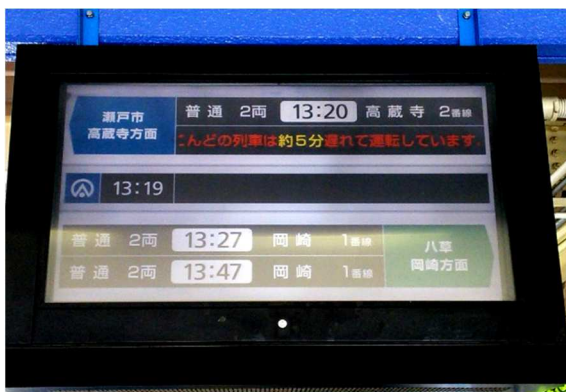 瀬戸市
高蔵寺方面
普通 2両 13:20 高蔵寺 2番線
こんどの列車は約5分遅れて運転しています。
13:19
普通 2両 13:27 岡崎 1番線
普通 2両 13:47 岡崎 1番線
八草
岡崎方面